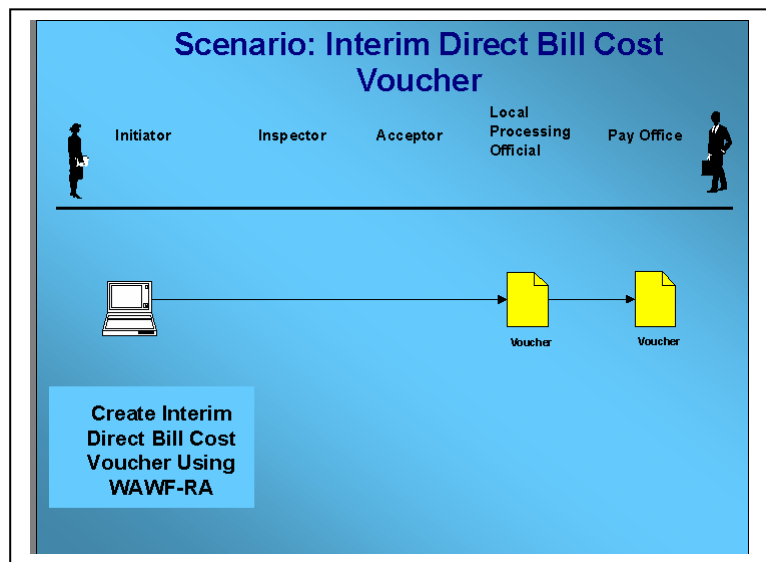 Scenario: Interim Direct Bill Cost
Voucher
Initiator
Inspector
Acceptor
Local
Processing
Official
Pay Office
Voucher
Voucher
Create Interim
Direct Bill Cost
Voucher Using
WAWF-RA